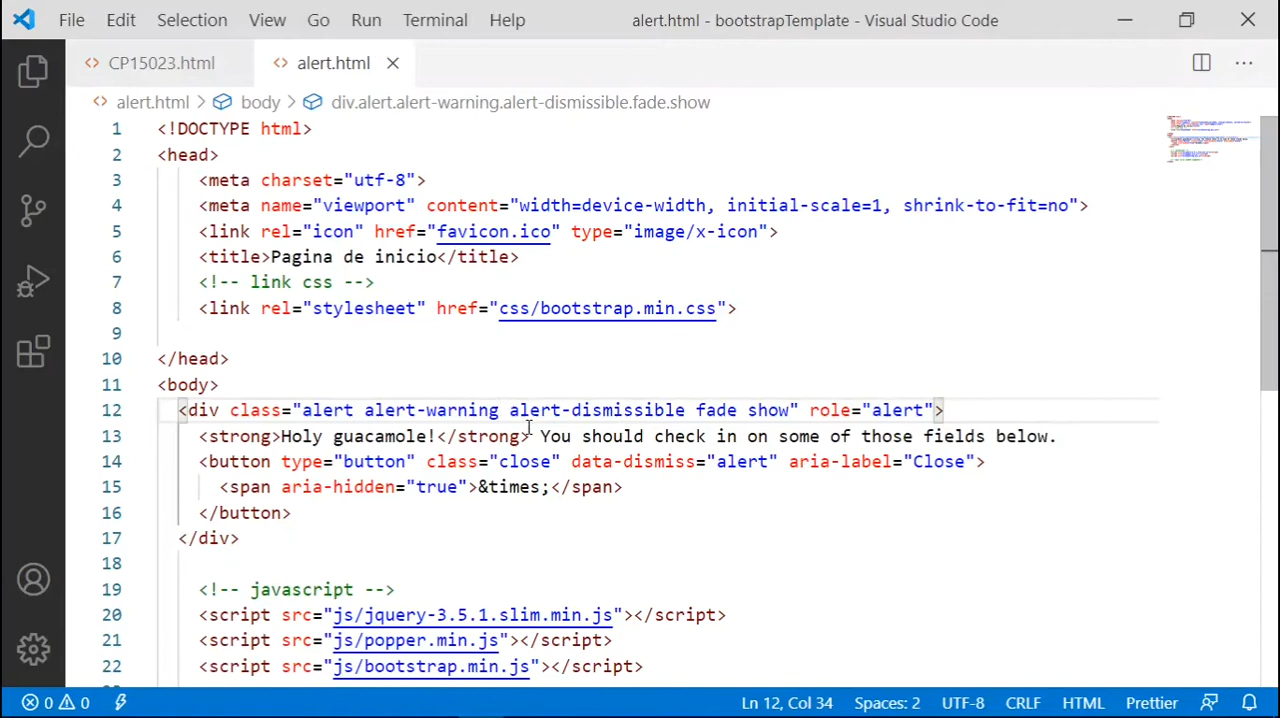 File Edit Selection View Go Run Terminal Help alert.html - bootstrapTemplate - Visual Studio Code
CP15023.html alert.html
alert.html > body > div.alert.alert-warning.alert-dismissible.fade.show
1 <!DOCTYPE html>
2 <head>
3 <meta charset="utf-8">
4 <meta name="viewport" content="width=device-width, initial-scale=1, shrink-to-fit=no">
5 <link rel="icon" href="favicon.ico" type="image/x-icon">
6 <title>Pagina de inicio</title>
7 <!-- link css -->
8 <link rel="stylesheet" href="css/bootstrap.min.css">
9
10 </head>
11 <body>
12 <div class="alert alert-warning alert-dismissible fade show" role="alert">
13 <strong>Holy guacamole!</strong> You should check in on some of those fields below.
14 <button type="button" class="close" data-dismiss="alert" aria-label="Close">
15 <span aria-hidden="true">&times;</span>
16 </button>
17 </div>
18
19 <!-- javascript -->
20 <script src="js/jquery-3.5.1.slim.min.js"></script>
21 <script src="js/popper.min.js"></script>
22 <script src="js/bootstrap.min.js"></script>
0 0 Ln 12, Col 34 Spaces: 2 UTF-8 CRLF HTML Prettier